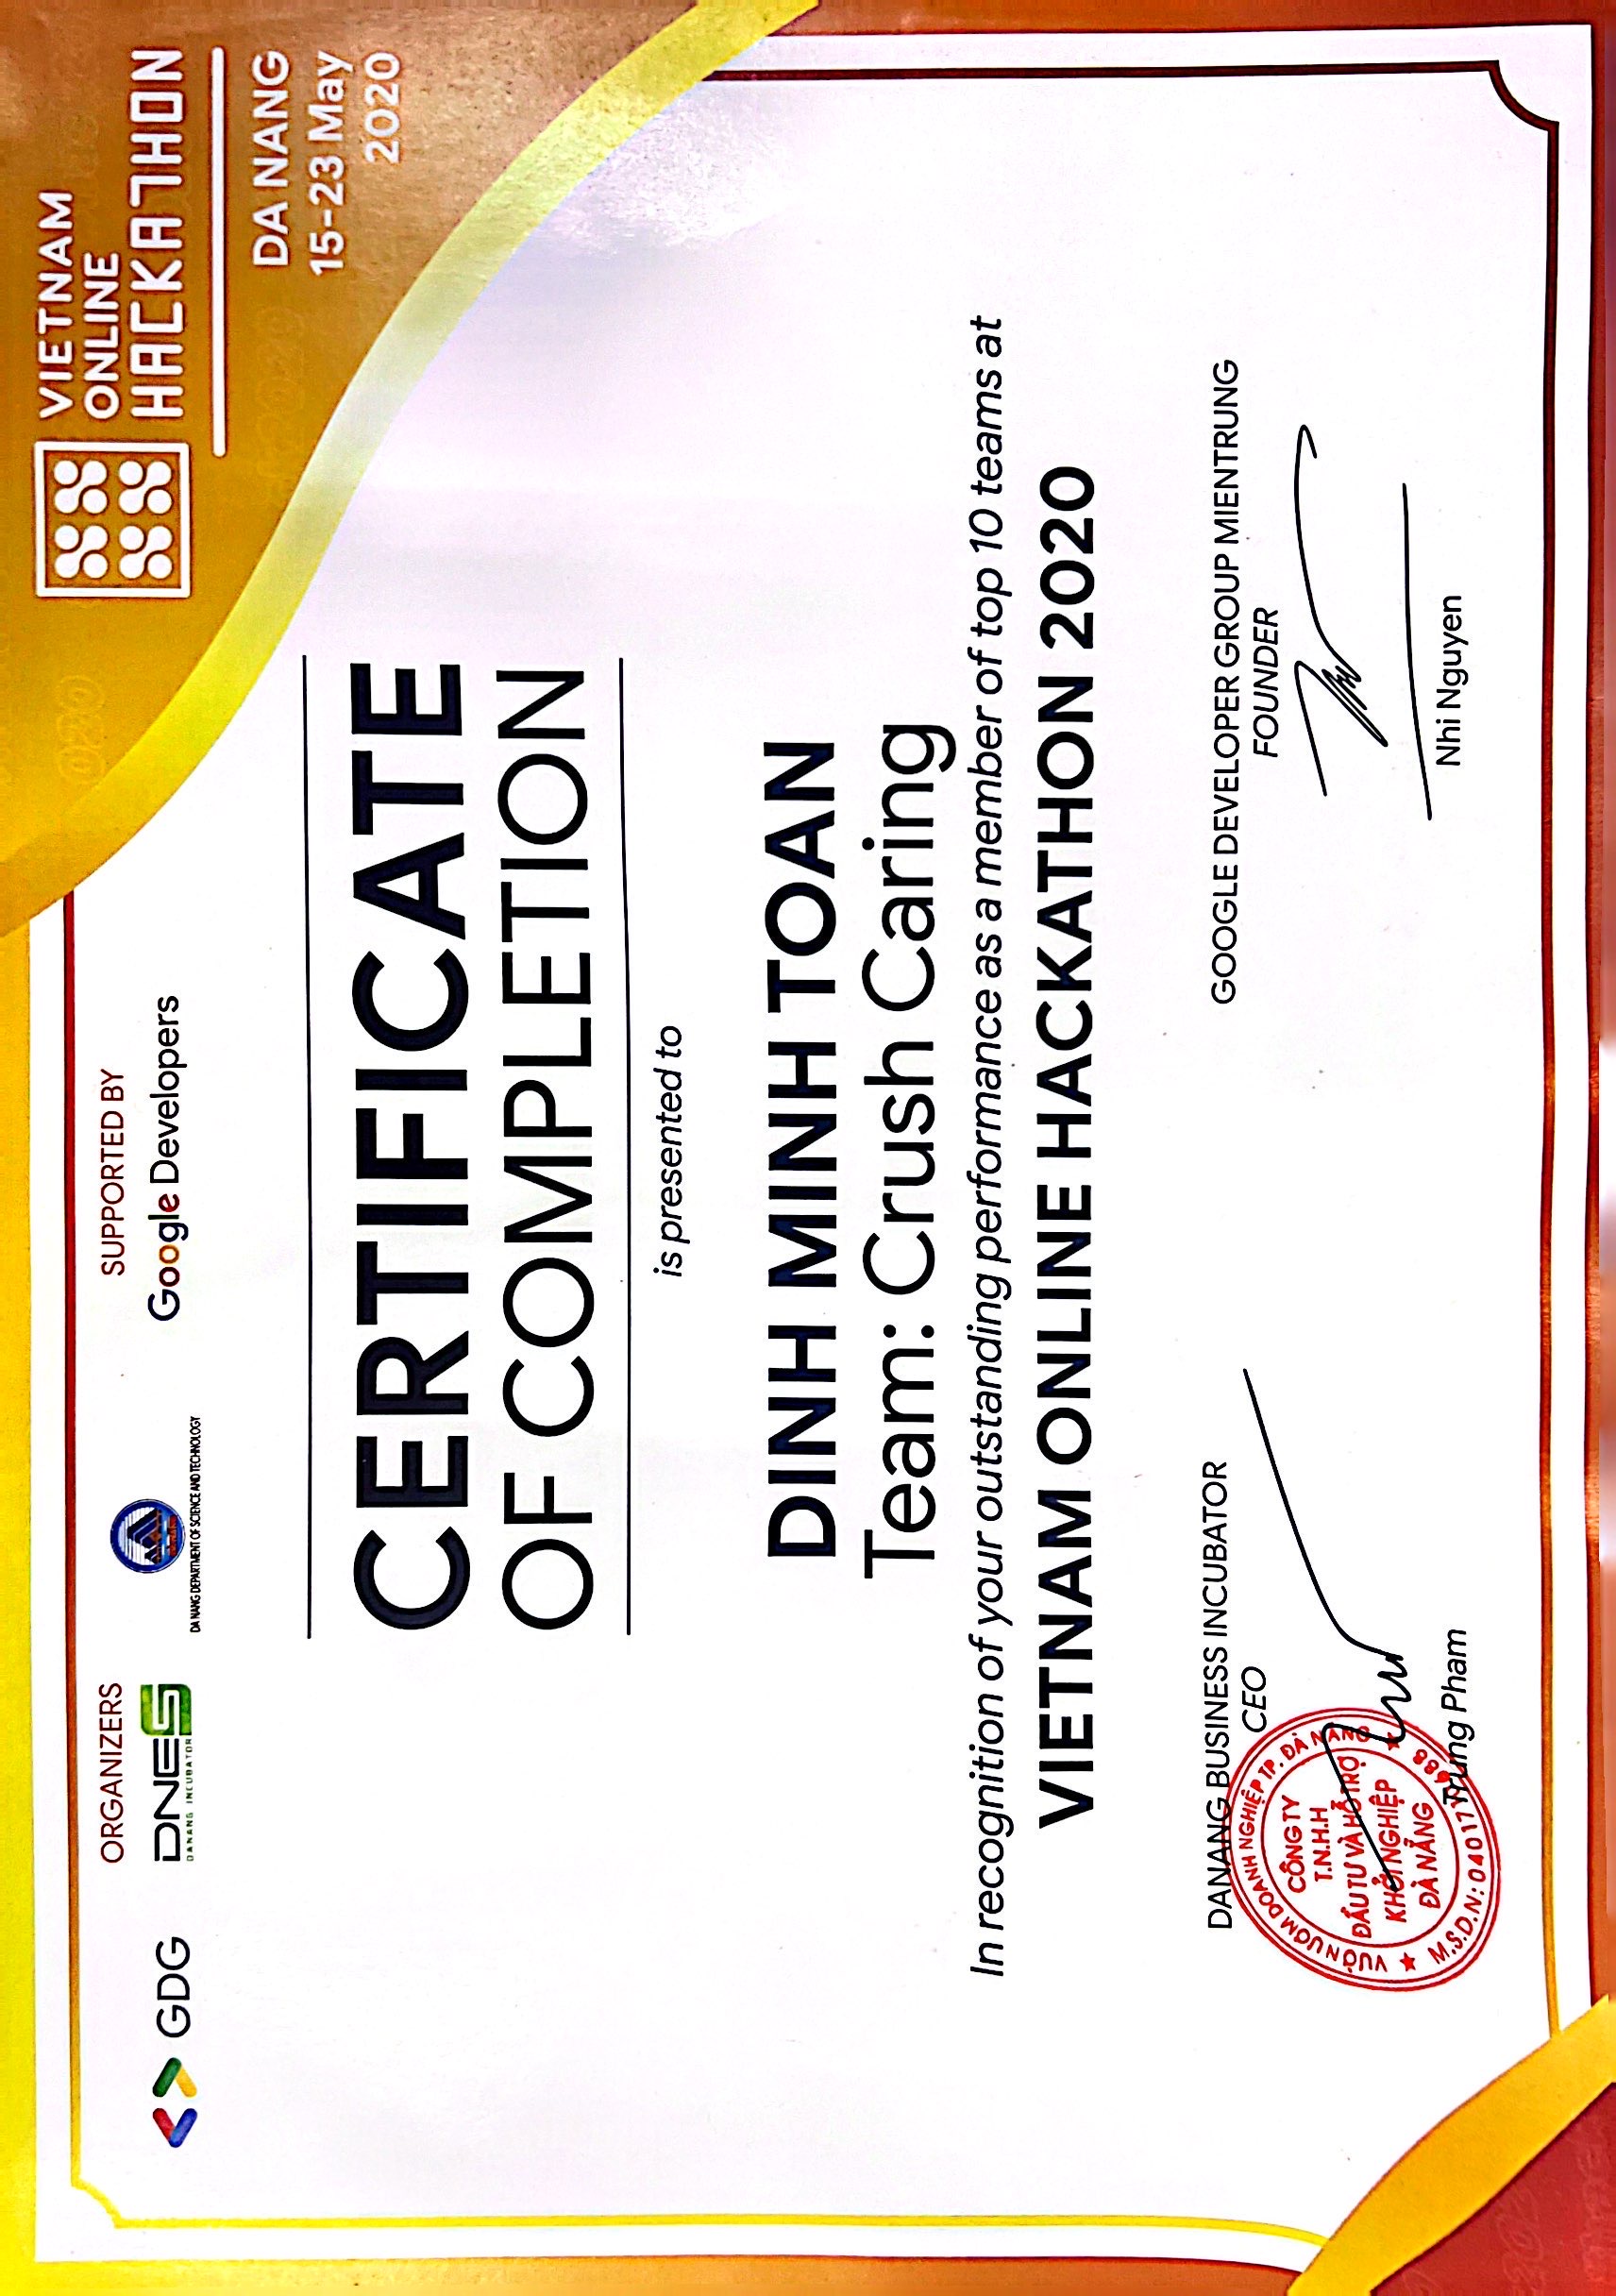 ORGANIZERS
SUPPORTED BY
GDG
DNES
DANANG INCUBATOR
DA NANG DEPARTMENT OF SCIENCE AND TECHNOLOGY
Google Developers
VIETNAM
ONLINE
HACKATHON
DA NANG
15-23 May
2020
CERTIFICATE
OF COMPLETION
is presented to
DINH MINH TOAN
Team: Crush Caring
In recognition of your outstanding performance as a member of top 10 teams at
VIETNAM ONLINE HACKATHON 2020
DANANG BUSINESS INCUBATOR
CEO
VƯỜN ƯƠM DOANH NGHIỆP TP. ĐÀ NẴNG
CÔNG TY
T.N.H.H
ĐẦU TƯ VÀ HỖ TRỢ
KHỞI NGHIỆP
ĐÀ NẴNG
Trung Pham
GOOGLE DEVELOPER GROUP MIENTRUNG
FOUNDER
Nhi Nguyen